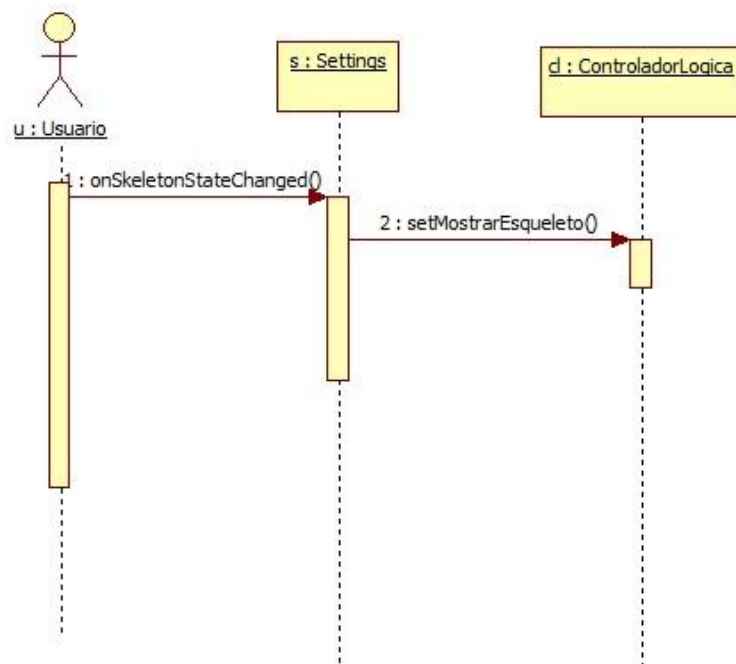 s : Settings
cl : ControladorLogica
u : Usuario
1 : onSkeletonStateChanged()
2 : setMostrarEsqueleto()